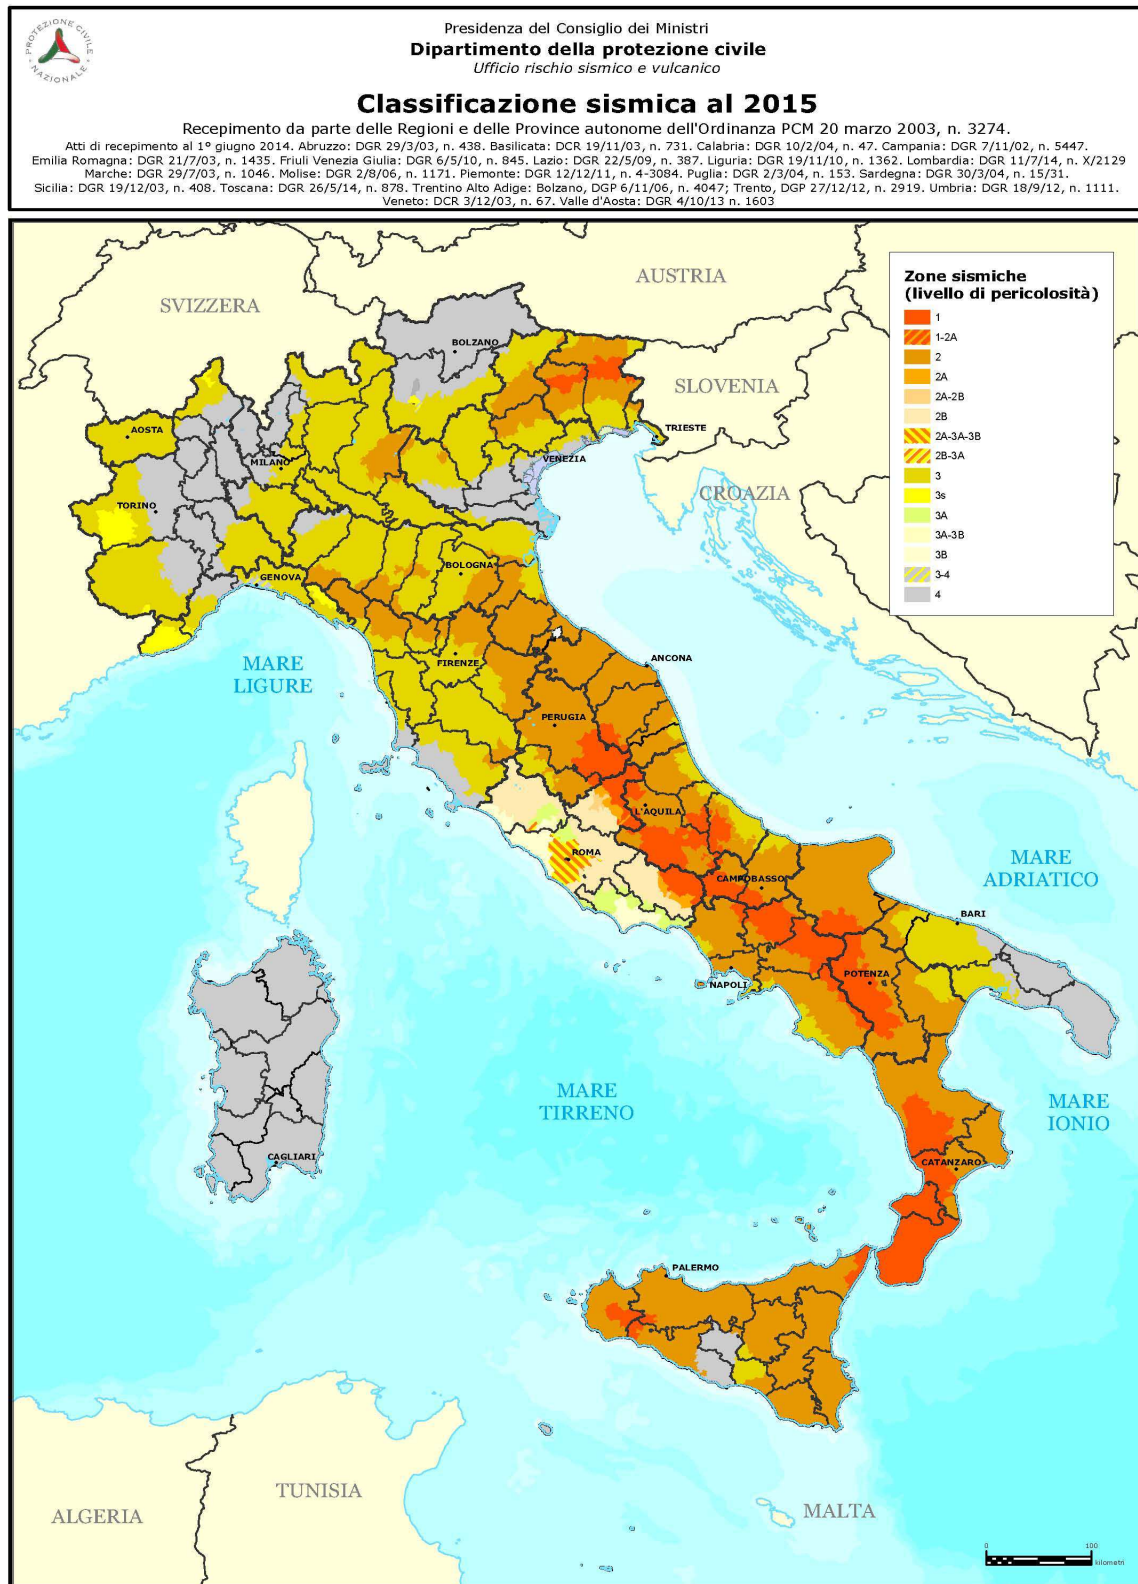 PROTEZIONE CIVILE
NAZIONALE
Presidenza del Consiglio dei Ministri
Dipartimento della protezione civile
Ufficio rischio sismico e vulcanico
Classificazione sismica al 2015
Recepimento da parte delle Regioni e delle Province autonome dell'Ordinanza PCM 20 marzo 2003, n. 3274.
Atti di recepimento al 1° giugno 2014. Abruzzo: DGR 29/3/03, n. 438. Basilicata: DCR 19/11/03, n. 731. Calabria: DGR 10/2/04, n. 47. Campania: DGR 7/11/02, n. 5447.
Emilia Romagna: DGR 21/7/03, n. 1435. Friuli Venezia Giulia: DGR 6/5/10, n. 845. Lazio: DGR 22/5/09, n. 387. Liguria: DGR 19/11/10, n. 1362. Lombardia: DGR 11/7/14, n. X/2129
Marche: DGR 29/7/03, n. 1046. Molise: DGR 2/8/06, n. 1171. Piemonte: DGR 12/12/11, n. 4-3084. Puglia: DGR 2/3/04, n. 153. Sardegna: DGR 30/3/04, n. 15/31.
Sicilia: DGR 19/12/03, n. 408. Toscana: DGR 26/5/14, n. 878. Trentino Alto Adige: Bolzano, DGP 6/11/06, n. 4047; Trento, DGP 27/12/12, n. 2919. Umbria: DGR 18/9/12, n. 1111.
Veneto: DCR 3/12/03, n. 67. Valle d'Aosta: DGR 4/10/13 n. 1603
AUSTRIA
SVIZZERA
Zone sismiche
(livello di pericolosità)
1
1-2A
2
2A
2A-2B
2B
2A-3A-3B
2B-3A
3
3s
3A
3A-3B
3B
3-4
4
BOLZANO
SLOVENIA
AOSTA
TRIESTE
VENEZIA
MILANO
CROAZIA
TORINO
BOLOGNA
GENOVA
FIRENZE
ANCONA
MARE
LIGURE
PERUGIA
L'AQUILA
ROMA
MARE
ADRIATICO
CAMPOBASSO
BARI
POTENZA
NAPOLI
MARE
TIRRENO
MARE
IONIO
CAGLIARI
CATANZARO
PALERMO
TUNISIA
ALGERIA
MALTA
0 100
kilometri